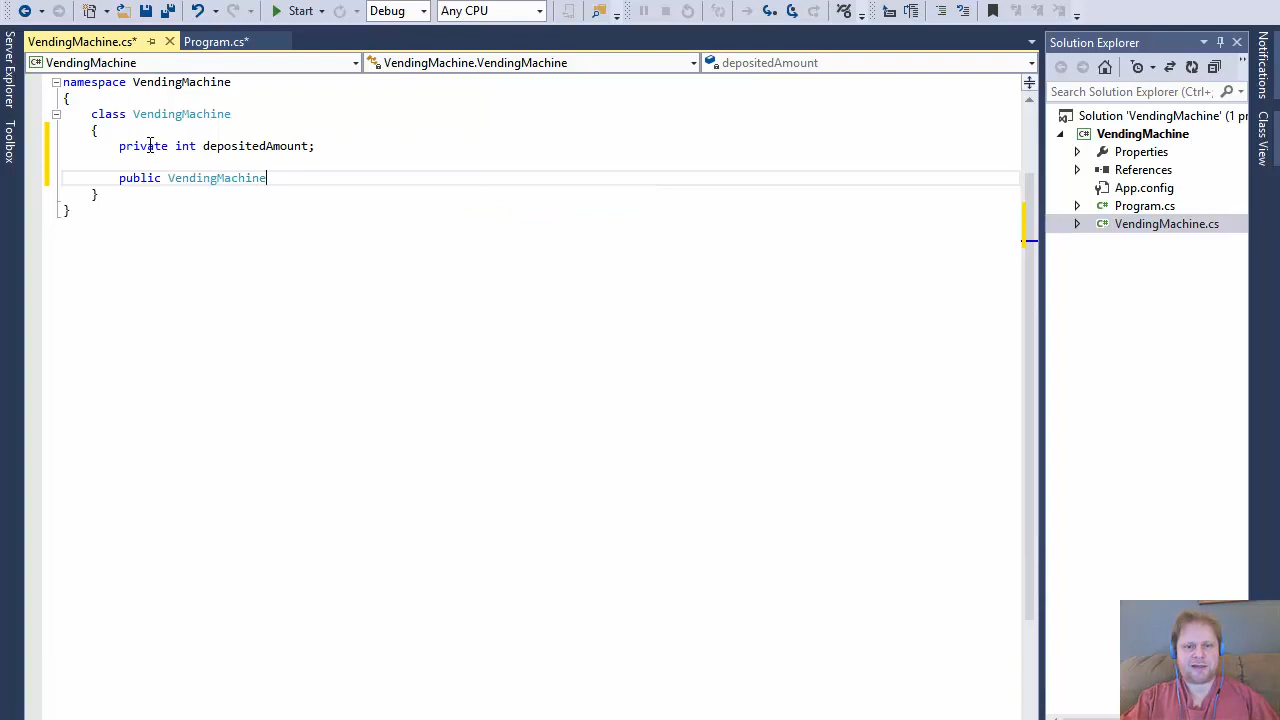 Start
Debug
Any CPU
VendingMachine.cs*
Program.cs*
VendingMachine
VendingMachine.VendingMachine
depositedAmount
Server Explorer
Toolbox
namespace VendingMachine
{
class VendingMachine
{
private int depositedAmount;
public VendingMachine
}
}
Solution Explorer
Search Solution Explorer (Ctrl+;
Solution 'VendingMachine' (1 pr
VendingMachine
Properties
References
App.config
Program.cs
VendingMachine.cs
Notifications
Class View